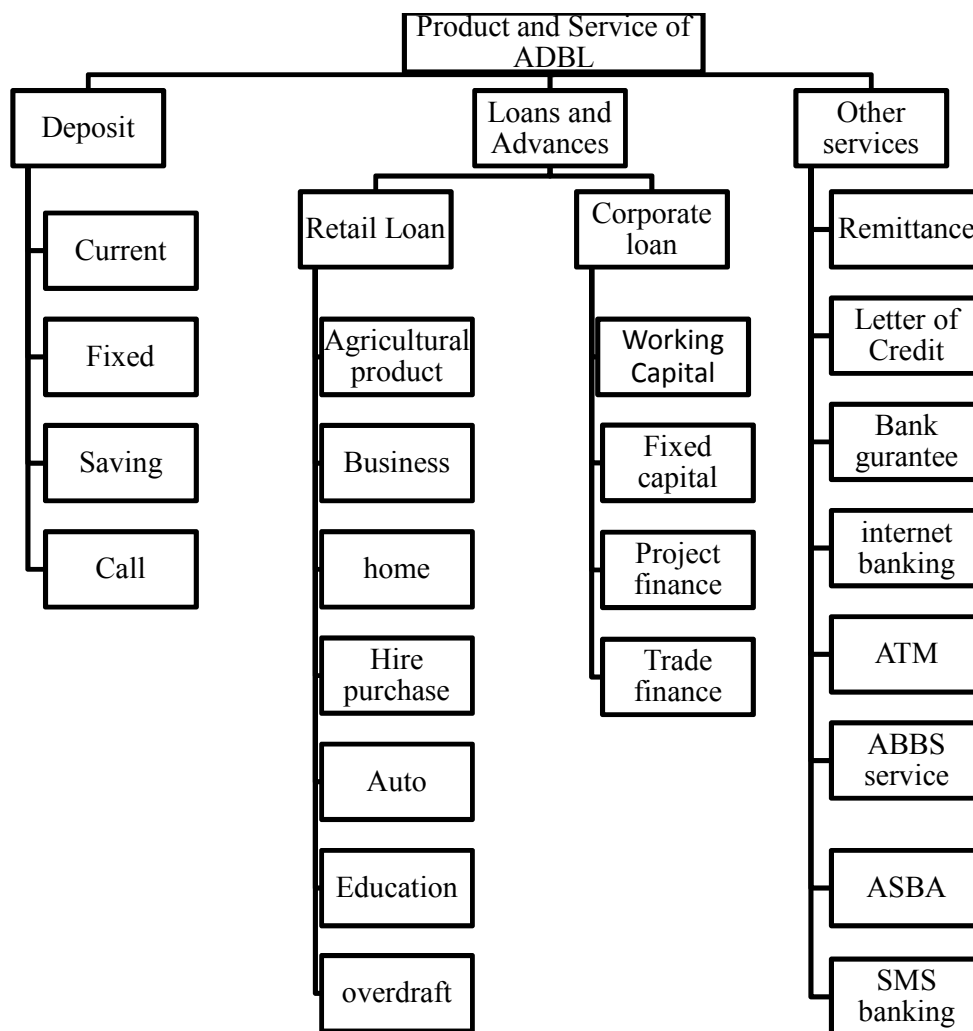 Product and Service of
ADBL
Deposit
Current
Fixed
Saving
Call
Loans and
Advances
Retail Loan
Agricultural
product
Business
home
Hire
purchase
Auto
Education
overdraft
Corporate
loan
Working
Capital
Fixed
capital
Project
finance
Trade
finance
Other
services
Remittance
Letter of
Credit
Bank
gurantee
internet
banking
ATM
ABBS
service
ASBA
SMS
banking